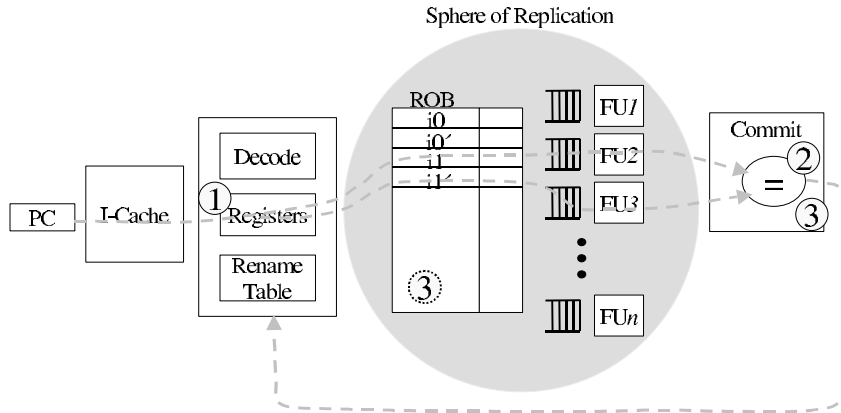 Sphere of Replication
PC
I-Cache
Decode
1
Registers
Rename
Table
ROB
i0
i0´
i1
i1´
3
FU1
FU2
FU3
FUn
Commit
2
=
3